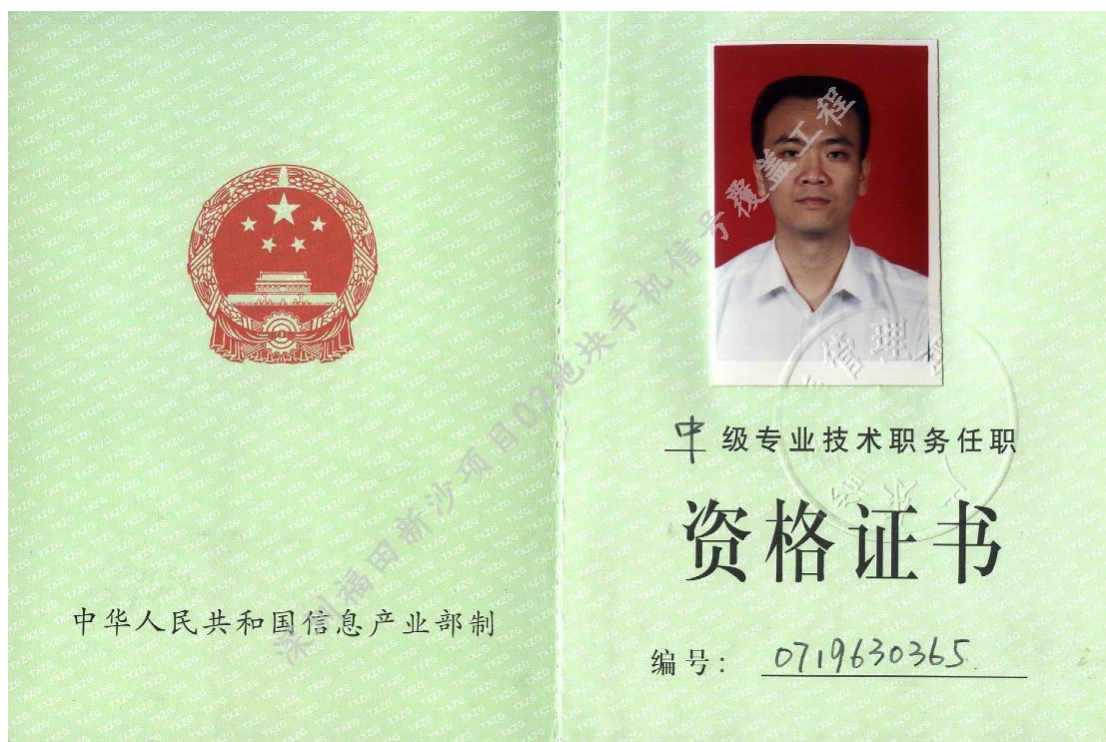 中华人民共和国信息产业部制
中级专业技术职务任职
资格证书
编号: 0719630365
深圳福田新沙项目02地块手机信号覆盖工程
TXZG